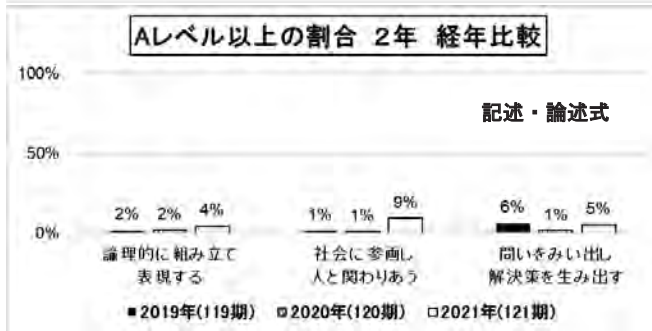 Aレベル以上の割合 2年 経年比較
100%
記述・論述式
50%
2% 2% 4% 1% 1% 9% 6% 1% 5%
0%
論理的に組み立て 社会に参画し 問いをみい出し
表現する 人と関わりあう 解決策を生み出す
■2019年(119期) ▨2020年(120期) □2021年(121期)